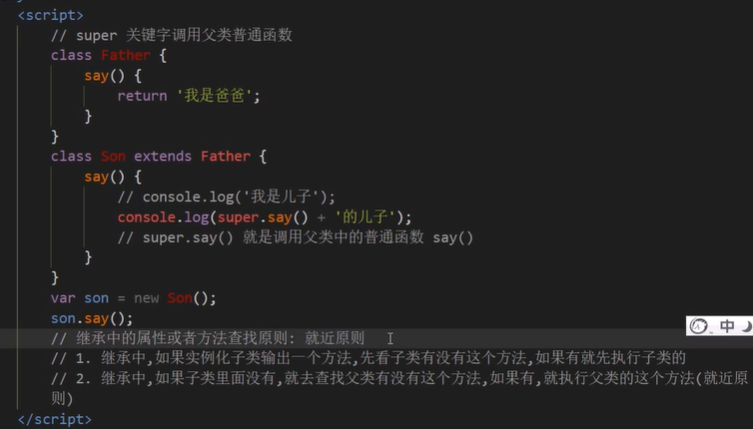 <script>
// super 关键字调用父类普通函数
class Father {
say() {
return '我是爸爸';
}
}
class Son extends Father {
say() {
// console.log('我是儿子');
console.log(super.say() + '的儿子');
// super.say() 就是调用父类中的普通函数 say()
}
}
var son = new Son();
son.say();
// 继承中的属性或者方法查找原则: 就近原则
// 1. 继承中,如果实例化子类输出一个方法,先看子类有没有这个方法,如果有就先执行子类的
// 2. 继承中,如果子类里面没有,就去查找父类有没有这个方法,如果有,就执行父类的这个方法(就近原
则)
</script>
中